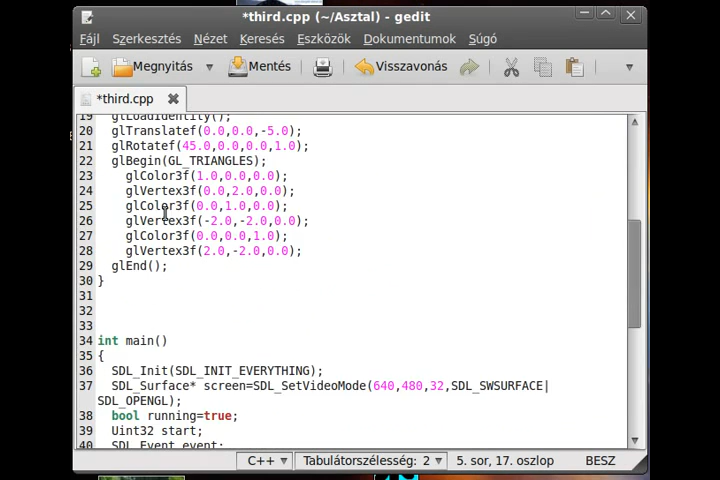 *third.cpp (~/Asztal) - gedit
Fájl Szerkesztés Nézet Keresés Eszközök Dokumentumok Súgó
Megnyitás Mentés Visszavonás
*third.cpp
19 glLoadIdentity();
20 glTranslatef(0.0,0.0,-5.0);
21 glRotatef(45.0,0.0,0.0,1.0);
22 glBegin(GL_TRIANGLES);
23 glColor3f(1.0,0.0,0.0);
24 glVertex3f(0.0,2.0,0.0);
25 glColor3f(0.0,1.0,0.0);
26 glVertex3f(-2.0,-2.0,0.0);
27 glColor3f(0.0,0.0,1.0);
28 glVertex3f(2.0,-2.0,0.0);
29 glEnd();
30 }
31
32
33
34 int main()
35 {
36 SDL_Init(SDL_INIT_EVERYTHING);
37 SDL_Surface* screen=SDL_SetVideoMode(640,480,32,SDL_SWSURFACE|
SDL_OPENGL);
38 bool running=true;
39 Uint32 start;
40 SDL_Event event;
C++ Tabulátorszélesség: 2 5. sor, 17. oszlop BESZ